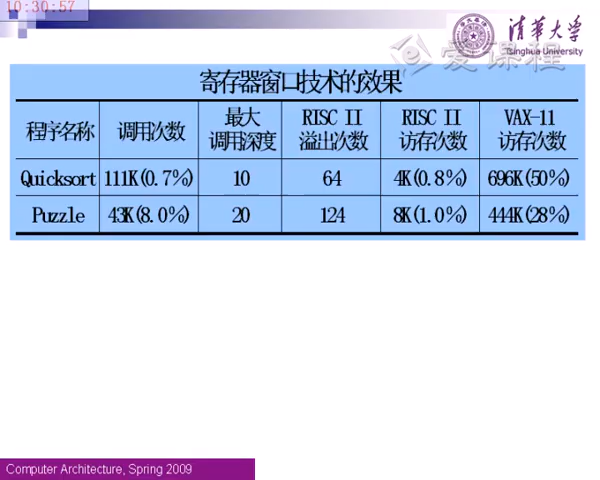 10:30:57
清华大学
Tsinghua University
爱课程
寄存器窗口技术的效果
程序名称 调用次数 最大调用深度 RISC II 溢出次数 RISC II 访存次数 VAX-11 访存次数
Quicksort 111K(0.7%) 10 64 4K(0.8%) 696K(50%)
Puzzle 43K(8.0%) 20 124 8K(1.0%) 444K(28%)
Computer Architecture, Spring 2009